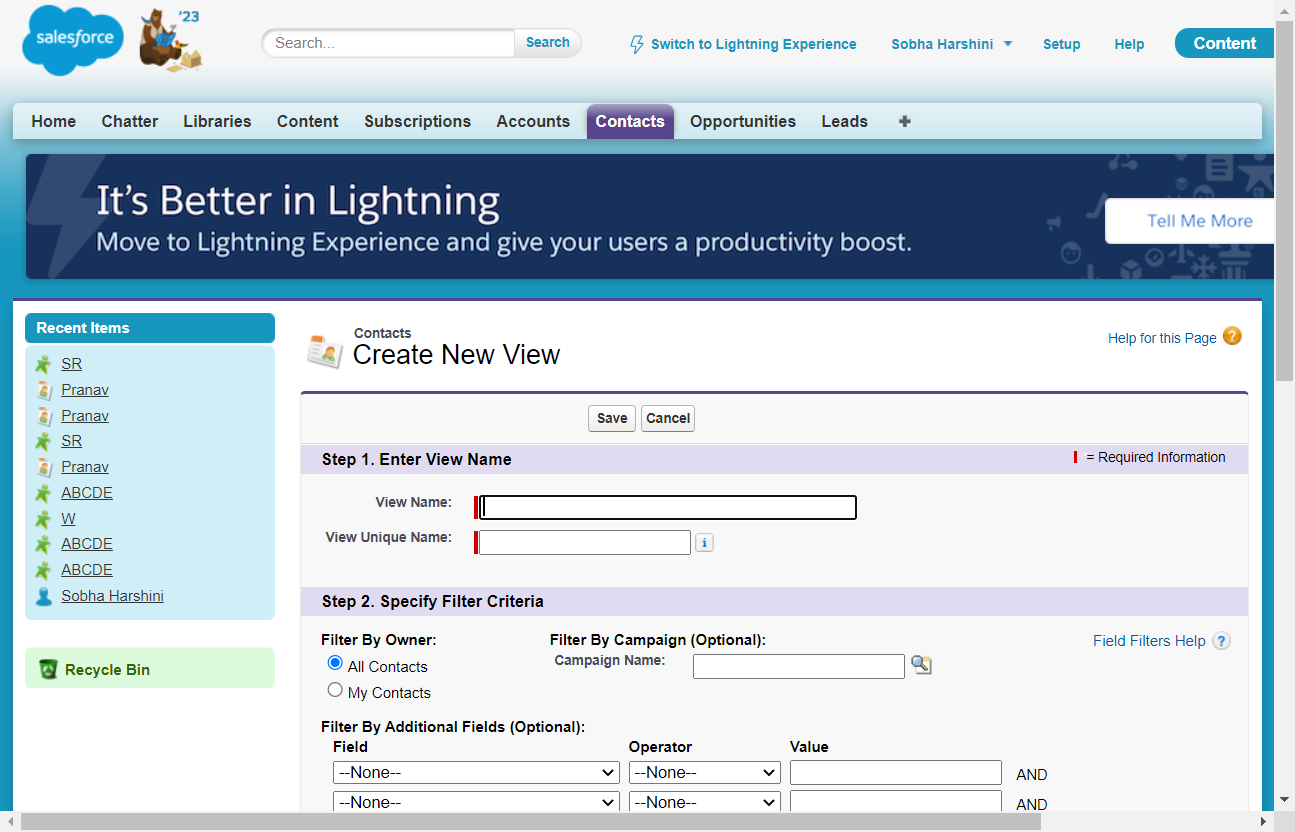 salesforce
'23
Search...
Search
Switch to Lightning Experience
Sobha Harshini
Setup
Help
Content
Home
Chatter
Libraries
Content
Subscriptions
Accounts
Contacts
Opportunities
Leads
+
It's Better in Lightning
Move to Lightning Experience and give your users a productivity boost.
Tell Me More
Recent Items
SR
Pranav
Pranav
SR
Pranav
ABCDE
W
ABCDE
ABCDE
Sobha Harshini
Recycle Bin
Contacts
Create New View
Help for this Page ?
Save
Cancel
Step 1. Enter View Name
= Required Information
View Name:
View Unique Name:
i
Step 2. Specify Filter Criteria
Filter By Owner:
All Contacts
My Contacts
Filter By Campaign (Optional):
Campaign Name:
Field Filters Help ?
Filter By Additional Fields (Optional):
Field
Operator
Value
--None--
--None--
AND
--None--
--None--
AND